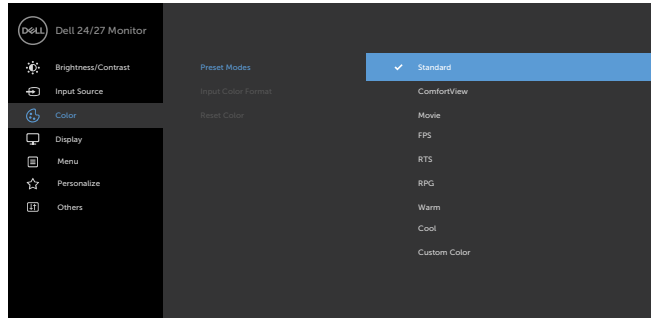 DELL Dell 24/27 Monitor
Brightness/Contrast Preset Modes Standard
Input Source Input Color Format ComfortView
Color Reset Color Movie
Display FPS
Menu RTS
Personalize RPG
Others Warm
Cool
Custom Color